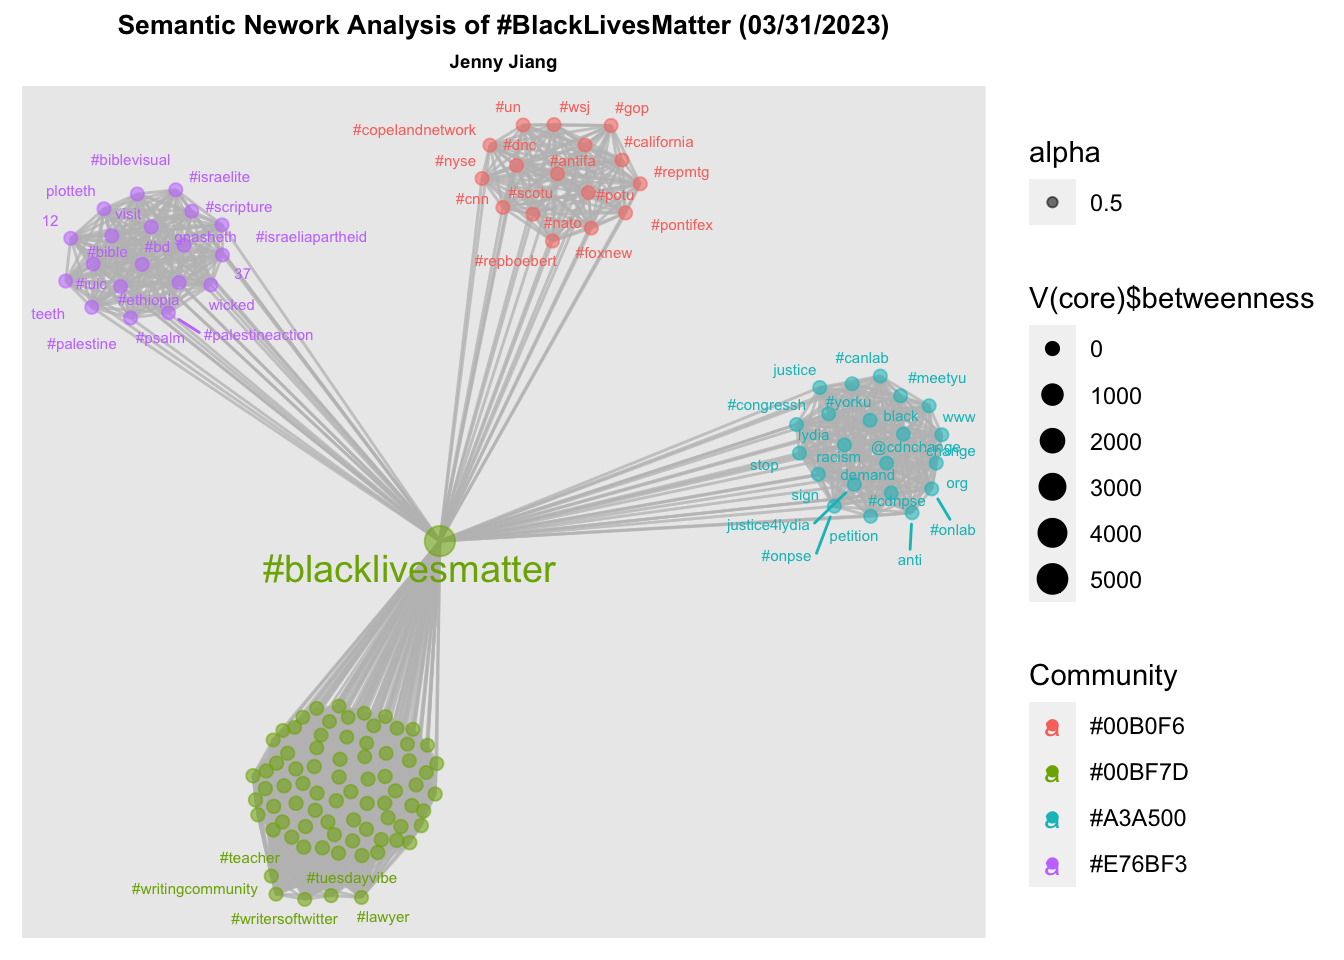 Semantic Nework Analysis of #BlackLivesMatter (03/31/2023)
Jenny Jiang
#un
#wsj
#gop
#copelandnetwork
#dnc
#california
#nyse
#antifa
#repmtg
#cnn
#scotu
#potu
#nato
#pontifex
#repboebert
#foxnew
#biblevisual
#israelite
plotteth
#scripture
12
visit
gnasheth
#israeliapartheid
#bible
#bd
37
#iuic
#ethiopia
wicked
teeth
#palestine
#psalm
#palestineaction
#canlab
justice
#meetyu
#congressh
#yorku
black
www
lydia
@cdnchange
change
stop
racism
demand
org
sign
#cdnpse
justice4lydia
petition
#onlab
#onpse
anti
#blacklivesmatter
#teacher
#tuesdayvibe
#writingcommunity
#writersoftwitter
#lawyer
alpha
0.5
V(core)$betweenness
0
1000
2000
3000
4000
5000
Community
a #00B0F6
a #00BF7D
a #A3A500
a #E76BF3